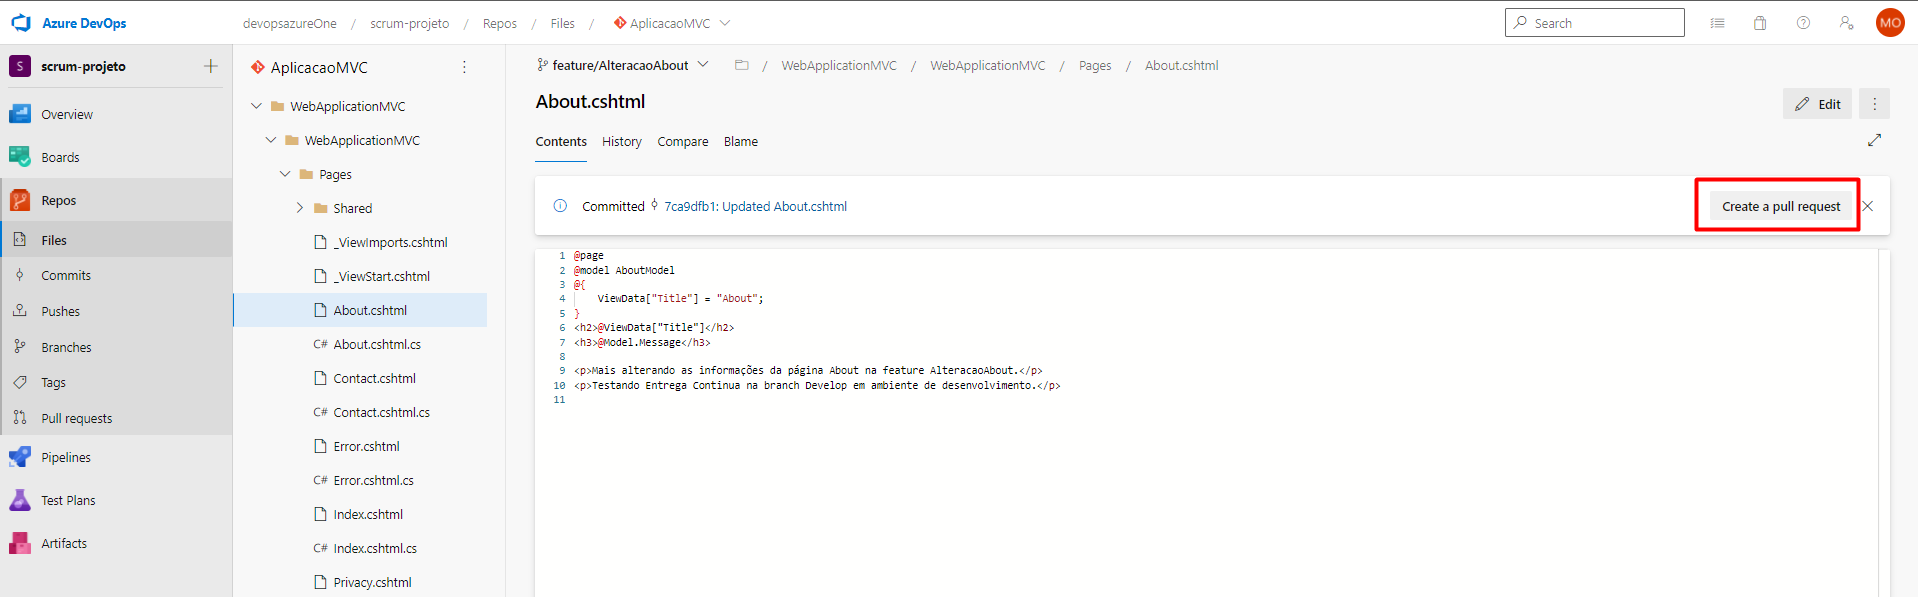 Azure DevOps
devopsazureOne / scrum-projeto / Repos / Files / AplicacaoMVC
Search
MO
S scrum-projeto
Overview
Boards
Repos
Files
Commits
Pushes
Branches
Tags
Pull requests
Pipelines
Test Plans
Artifacts
AplicacaoMVC
WebApplicationMVC
WebApplicationMVC
Pages
Shared
_ViewImports.cshtml
_ViewStart.cshtml
About.cshtml
C# About.cshtml.cs
Contact.cshtml
C# Contact.cshtml.cs
Error.cshtml
C# Error.cshtml.cs
Index.cshtml
C# Index.cshtml.cs
Privacy.cshtml
feature/AlteracaoAbout / WebApplicationMVC / WebApplicationMVC / Pages / About.cshtml
About.cshtml
Edit
Contents History Compare Blame
Committed 7ca9dfb1: Updated About.cshtml
Create a pull request
1 @page
2 @model AboutModel
3 @{
4 ViewData["Title"] = "About";
5 }
6 <h2>@ViewData["Title"]</h2>
7 <h3>@Model.Message</h3>
8
9 <p>Mais alterando as informações da página About na feature AlteracaoAbout.</p>
10 <p>Testando Entrega Continua na branch Develop em ambiente de desenvolvimento.</p>
11